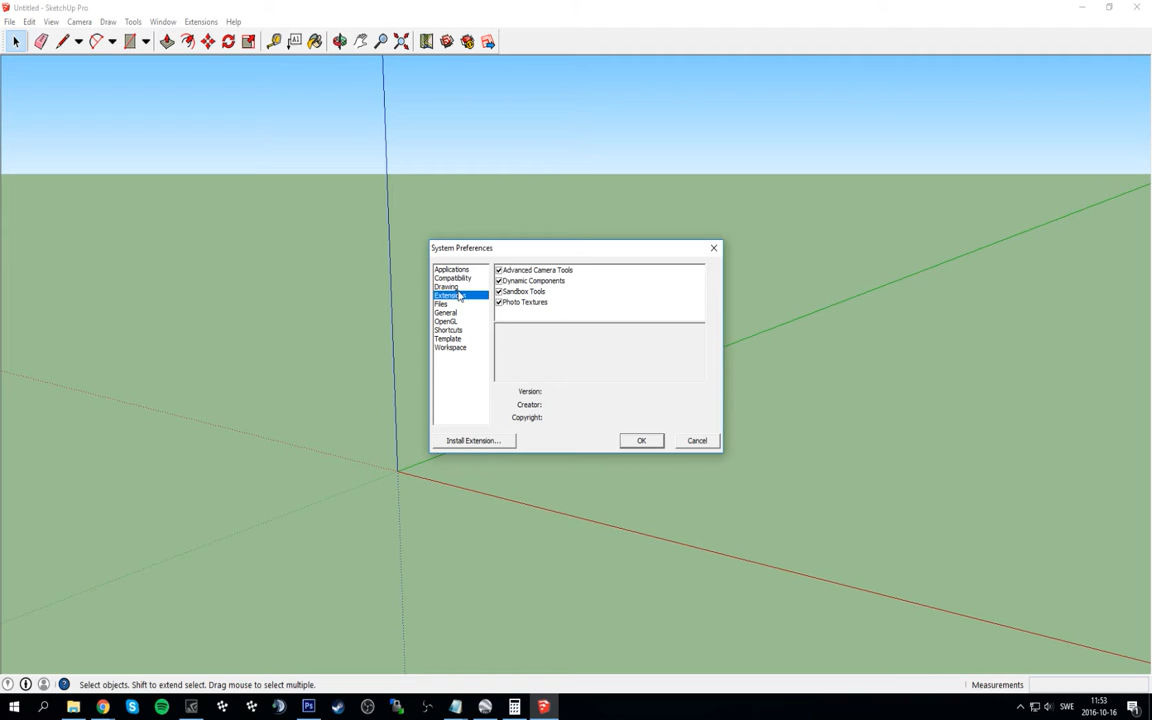 Untitled - SketchUp Pro
File Edit View Camera Draw Tools Window Extensions Help
System Preferences
Applications
Compatibility
Drawing
Extensions
Files
General
OpenGL
Shortcuts
Template
Workspace
Advanced Camera Tools
Dynamic Components
Sandbox Tools
Photo Textures
Version:
Creator:
Copyright:
Install Extension...
OK
Cancel
Select objects. Shift to extend select. Drag mouse to select multiple.
Measurements
SWE
11:53
2016-10-16